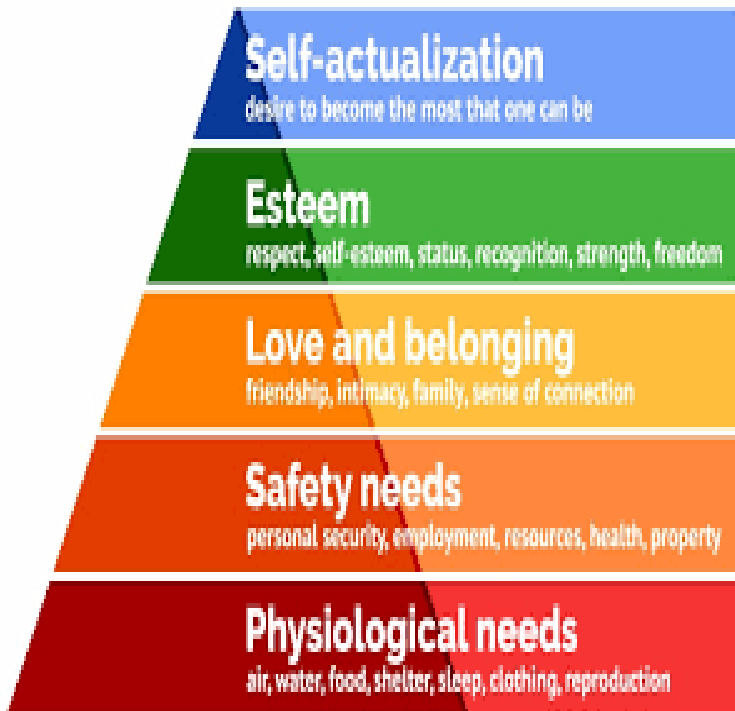 Self-actualization
desire to become the most that one can be
Esteem
respect, self-esteem, status, recognition, strength, freedom
Love and belonging
friendship, intimacy, family, sense of connection
Safety needs
personal security, employment, resources, health, property
Physiological needs
air, water, food, shelter, sleep, clothing, reproduction